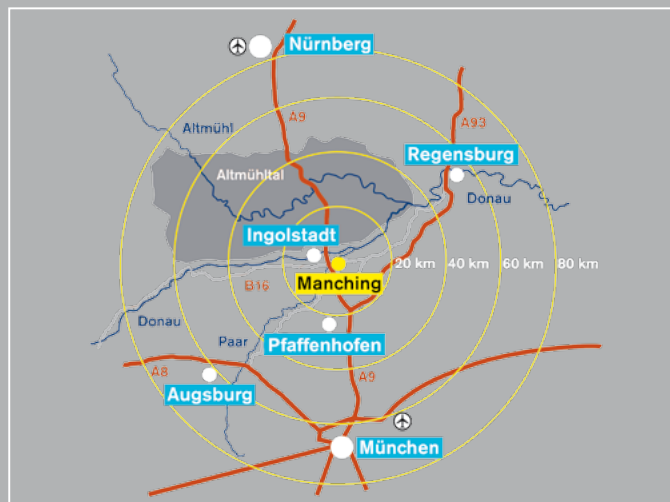 Nürnberg
A9
A93
Altmühl
Regensburg
Altmühltal
Donau
Ingolstadt
20 km
40 km
60 km
80 km
Manching
B16
Donau
Paar
Pfaffenhofen
A8
A9
Augsburg
München